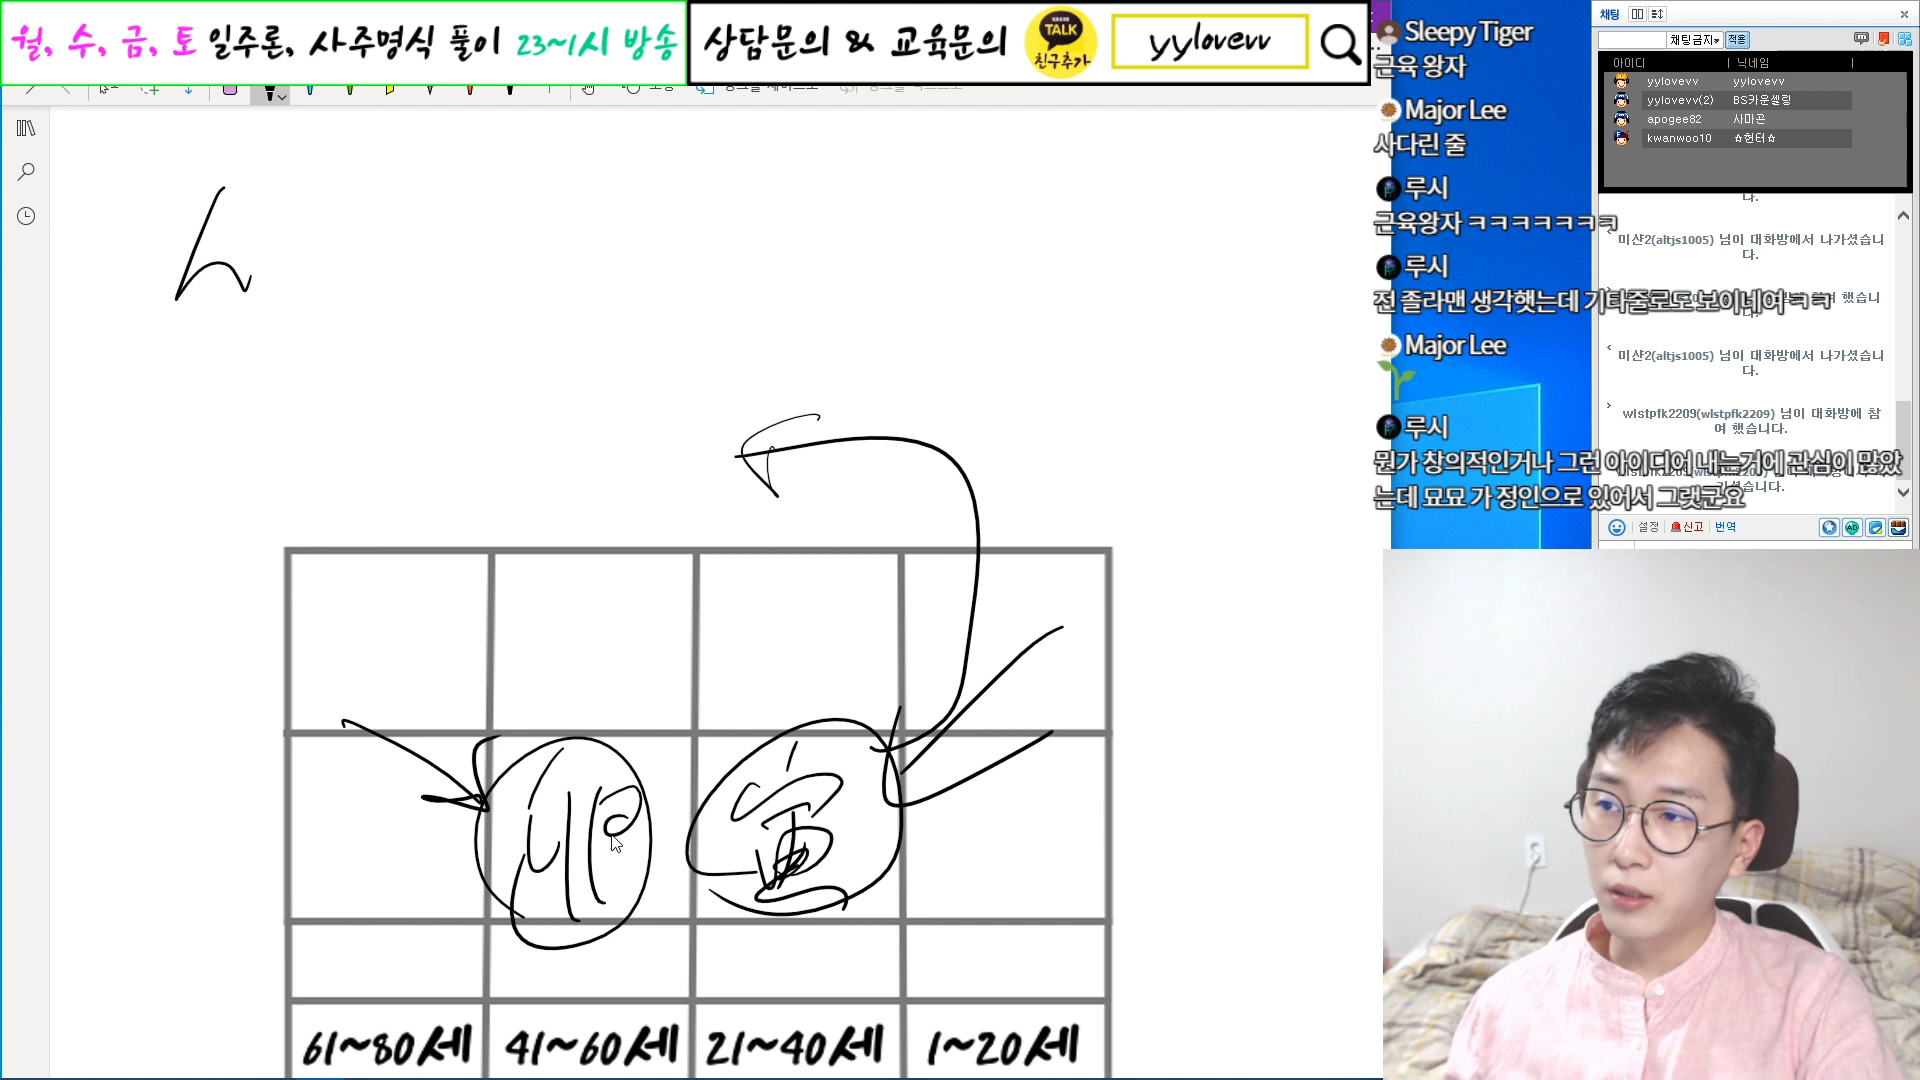 월, 수, 금, 토 일주론, 사주명식 풀이 23~1시 방송
상담문의 & 교육문의
TALK
친구추가
yylovevv
Sleepy Tiger
근육 왕자
Major Lee
사다린 줄
루시
근육왕자 ㅋㅋㅋㅋㅋㅋㅋ
루시
전 졸라맨 생각햇는데 기타줄로도 보이네여 ㅋㅋ
Major Lee
루시
뭔가 창의적인거나 그런 아이디어 내는거에 관심이 많았
는데 묘묘 가 정인으로 있어서 그랫군요
채팅
채팅금지
적용
아이디 닉네임
yylovevv yylovevv
yylovevv(2) BS카운셀링
apogee82 사마곤
kwanwoo10 ☆헌터☆
다.
미샨2(altjs1005) 님이 대화방에서 나가셨습니
다.
미샨2(altjs1005) 님이 대화방에서 나가셨습니
다.
wlstpfk2209(wlstpfk2209) 님이 대화방에 참
여 했습니다.
설정 신고 번역
卯 寅
61~80세 41~60세 21~40세 1~20세